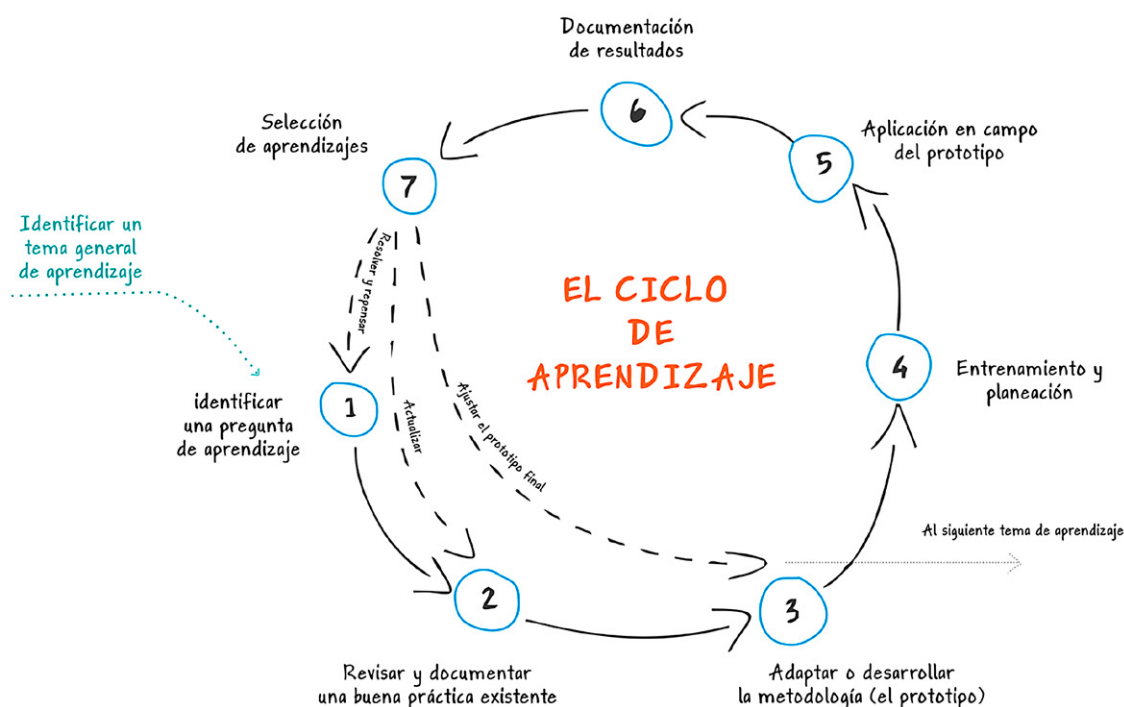 Documentación
de resultados
6
Selección
de aprendizajes
7
Aplicación en campo
del prototipo
5
Identificar un
tema general
de aprendizaje
Resolver y repensar
EL CICLO
DE
APRENDIZAJE
4
Entrenamiento y
planeación
identificar
una pregunta
de aprendizaje
1
Actualizar
Ajustar el prototipo final
Al siguiente tema de aprendizaje
2
3
Revisar y documentar
una buena práctica existente
Adaptar o desarrollar
la metodología (el prototipo)